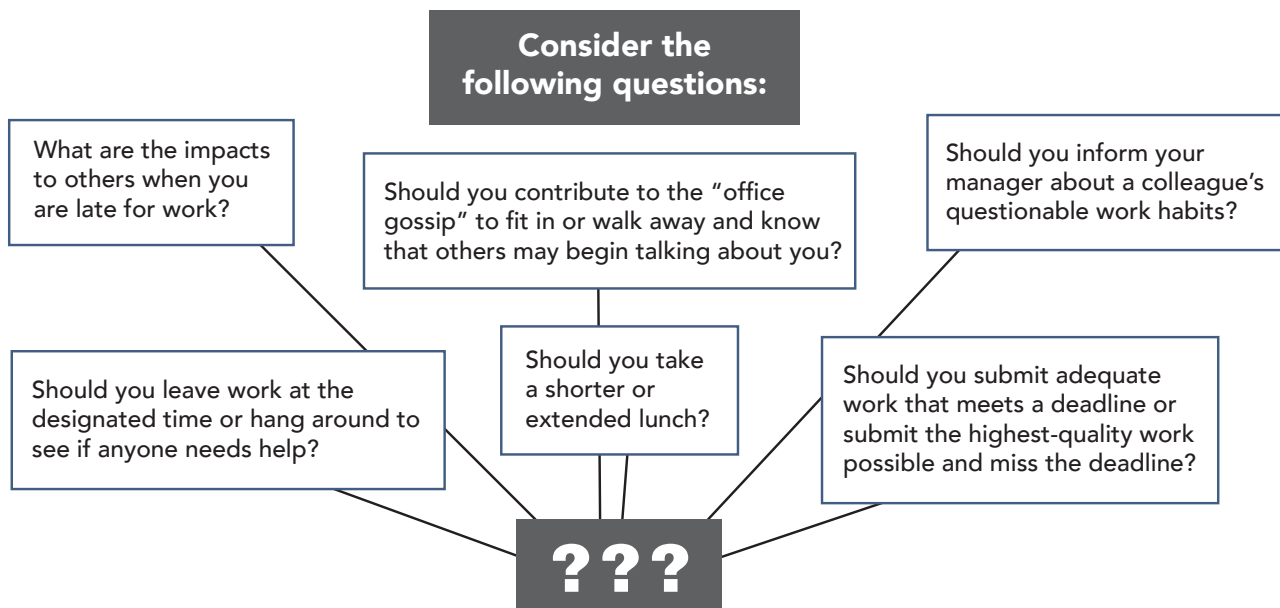 Consider the
following questions:
What are the impacts
to others when you
are late for work?
Should you contribute to the “office
gossip” to fit in or walk away and know
that others may begin talking about you?
Should you inform your
manager about a colleague’s
questionable work habits?
Should you leave work at the
designated time or hang around to
see if anyone needs help?
Should you take
a shorter or
extended lunch?
Should you submit adequate
work that meets a deadline or
submit the highest-quality work
possible and miss the deadline?
???